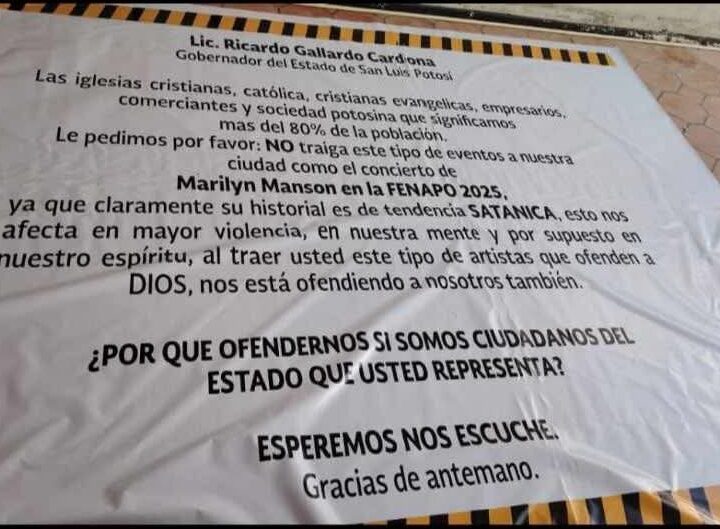 Lic. Ricardo Gallardo Cardona
Gobernador del Estado de San Luis Potosí
Las iglesias cristianas, católica, cristianas evangelicas, empresarios,
comerciantes y sociedad potosina que significamos
más del 80% de la población.
Le pedimos por favor: NO traiga este tipo de eventos a nuestra
ciudad como el concierto de
Marilyn Manson en la FENAPO 2025,
ya que claramente su historial es de tendencia SATANICA, esto nos
afecta en mayor violencia, en nuestra mente y por supuesto en
nuestro espíritu, al traer usted este tipo de artistas que ofenden a
DIOS, nos está ofendiendo a nosotros también.
¿POR QUE OFENDERNOS SI SOMOS CIUDADANOS DEL
ESTADO QUE USTED REPRESENTA?
ESPEREMOS NOS ESCUCHE.
Gracias de antemano.